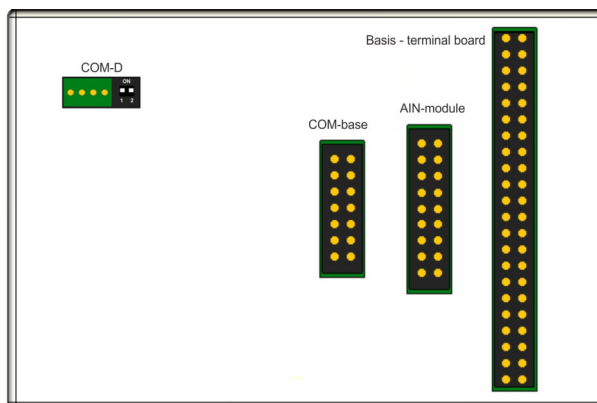 Basis - terminal board
COM-D
ON
1 2
COM-base
AIN-module